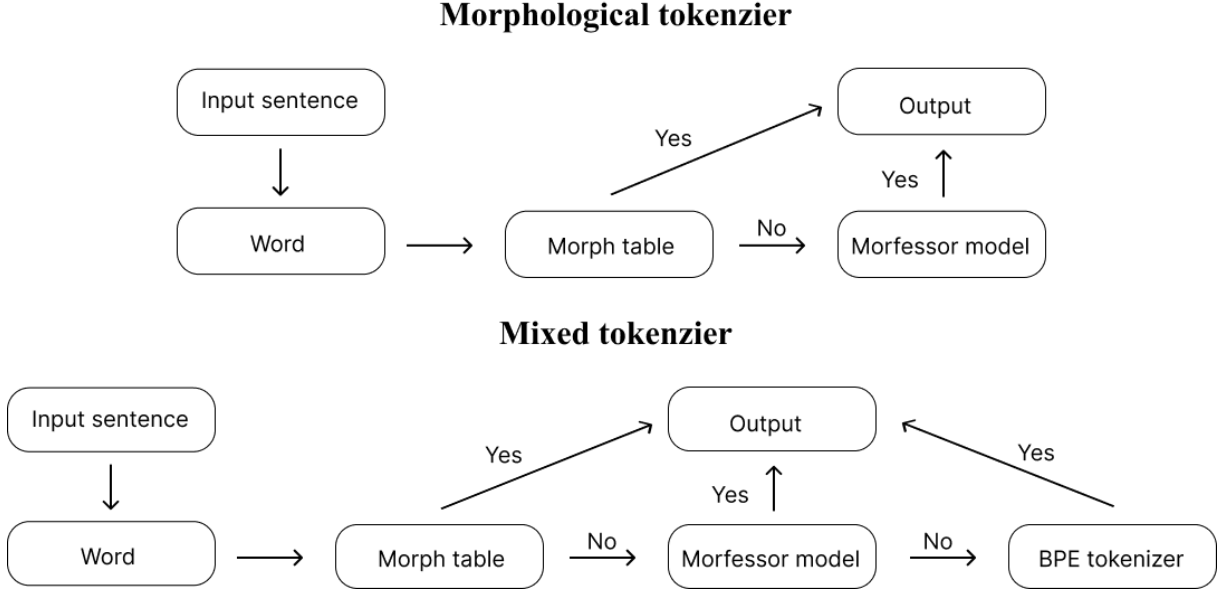 Morphological tokenzier
Input sentence
Output
Yes
Yes
Word
Morph table
No
Morfessor model
Mixed tokenzier
Input sentence
Output
Yes
Yes
Yes
Word
Morph table
No
Morfessor model
No
BPE tokenizer